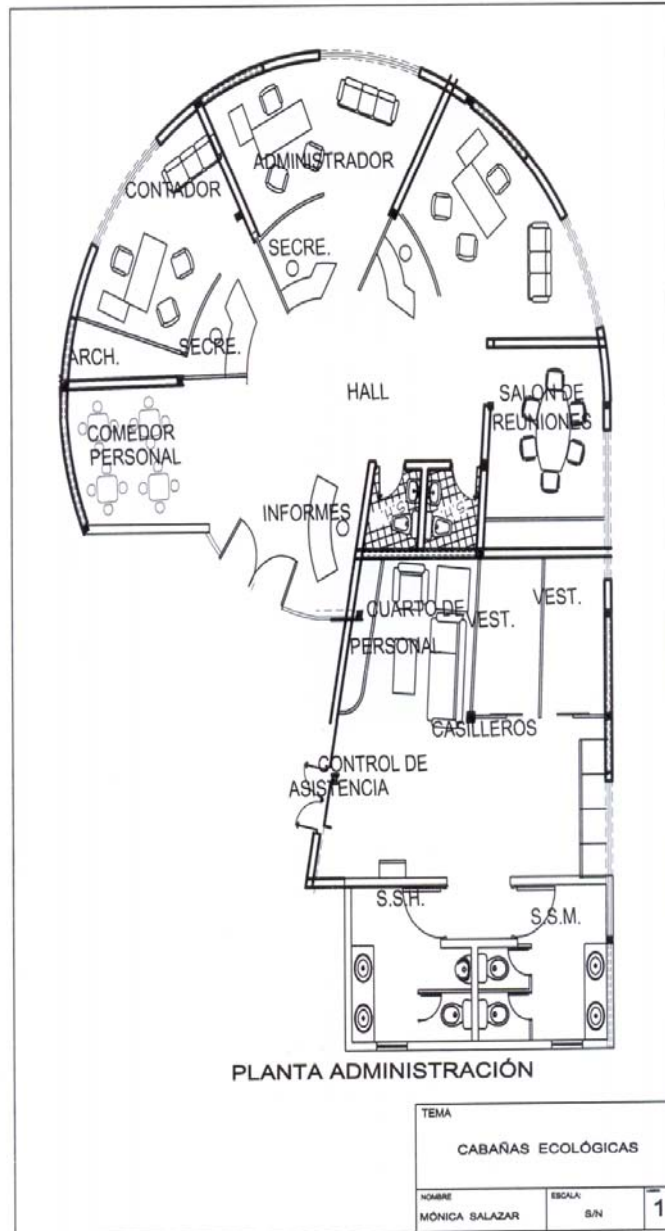 ADMINISTRADOR
CONTADOR
SECRE.
SECRE.
ARCH.
HALL
SALON DE
REUNIONES
COMEDOR
PERSONAL
INFORMES
CUARTO DE
PERSONAL
VEST.
VEST.
CASILLEROS
CONTROL DE
ASISTENCIA
S.S.H.
S.S.M.
PLANTA ADMINISTRACIÓN
TEMA
CABAÑAS ECOLÓGICAS
NOMBRE
MÓNICA SALAZAR
ESCALA:
S/N
1